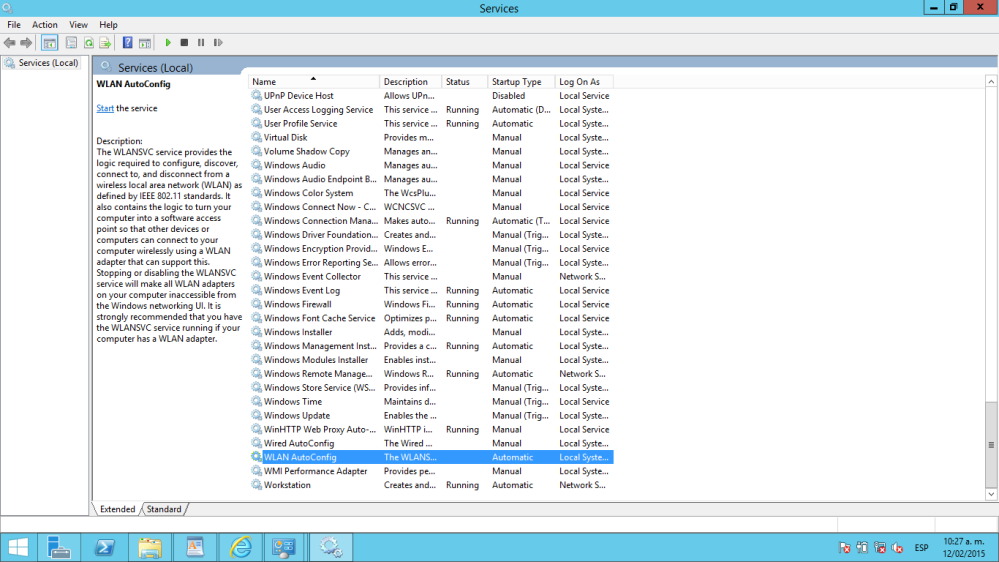 Services
File Action View Help
Services (Local)
Services (Local)
WLAN AutoConfig
Start the service
Description:
The WLANSVC service provides the
logic required to configure, discover,
connect to, and disconnect from a
wireless local area network (WLAN) as
defined by IEEE 802.11 standards. It
also contains the logic to turn your
computer into a software access
point so that other devices or
computers can connect to your
computer wirelessly using a WLAN
adapter that can support this.
Stopping or disabling the WLANSVC
service will make all WLAN adapters
on your computer inaccessible from
the Windows networking UI. It is
strongly recommended that you have
the WLANSVC service running if your
computer has a WLAN adapter.
Name Description Status Startup Type Log On As
UPnP Device Host Allows UPn... Disabled Local Service
User Access Logging Service This service ... Running Automatic (D... Local Syste...
User Profile Service This service ... Running Automatic Local Syste...
Virtual Disk Provides m... Manual Local Syste...
Volume Shadow Copy Manages an... Manual Local Syste...
Windows Audio Manages au... Manual Local Service
Windows Audio Endpoint B... Manages au... Manual Local Syste...
Windows Color System The WcsPlu... Manual Local Service
Windows Connect Now - C... WCNCSVC ... Manual Local Service
Windows Connection Mana... Makes auto... Running Automatic (T... Local Service
Windows Driver Foundation... Creates and... Manual (Trig... Local Syste...
Windows Encryption Provid... Windows E... Manual (Trig... Local Service
Windows Error Reporting Se... Allows error... Manual (Trig... Local Syste...
Windows Event Collector This service ... Manual Network S...
Windows Event Log This service ... Running Automatic Local Service
Windows Firewall Windows Fi... Running Automatic Local Service
Windows Font Cache Service Optimizes p... Running Automatic Local Service
Windows Installer Adds, modi... Manual Local Syste...
Windows Management Inst... Provides a c... Running Automatic Local Syste...
Windows Modules Installer Enables inst... Manual Local Syste...
Windows Remote Manage... Windows R... Running Automatic Network S...
Windows Store Service (WS... Provides inf... Manual (Trig... Local Syste...
Windows Time Maintains d... Manual (Trig... Local Service
Windows Update Enables the ... Manual (Trig... Local Syste...
WinHTTP Web Proxy Auto-... WinHTTP i... Running Manual Local Service
Wired AutoConfig The Wired ... Manual Local Syste...
WLAN AutoConfig The WLANS... Automatic Local Syste...
WMI Performance Adapter Provides pe... Manual Local Syste...
Workstation Creates and... Running Automatic Network S...
Extended Standard
ESP
10:27 a. m.
12/02/2015